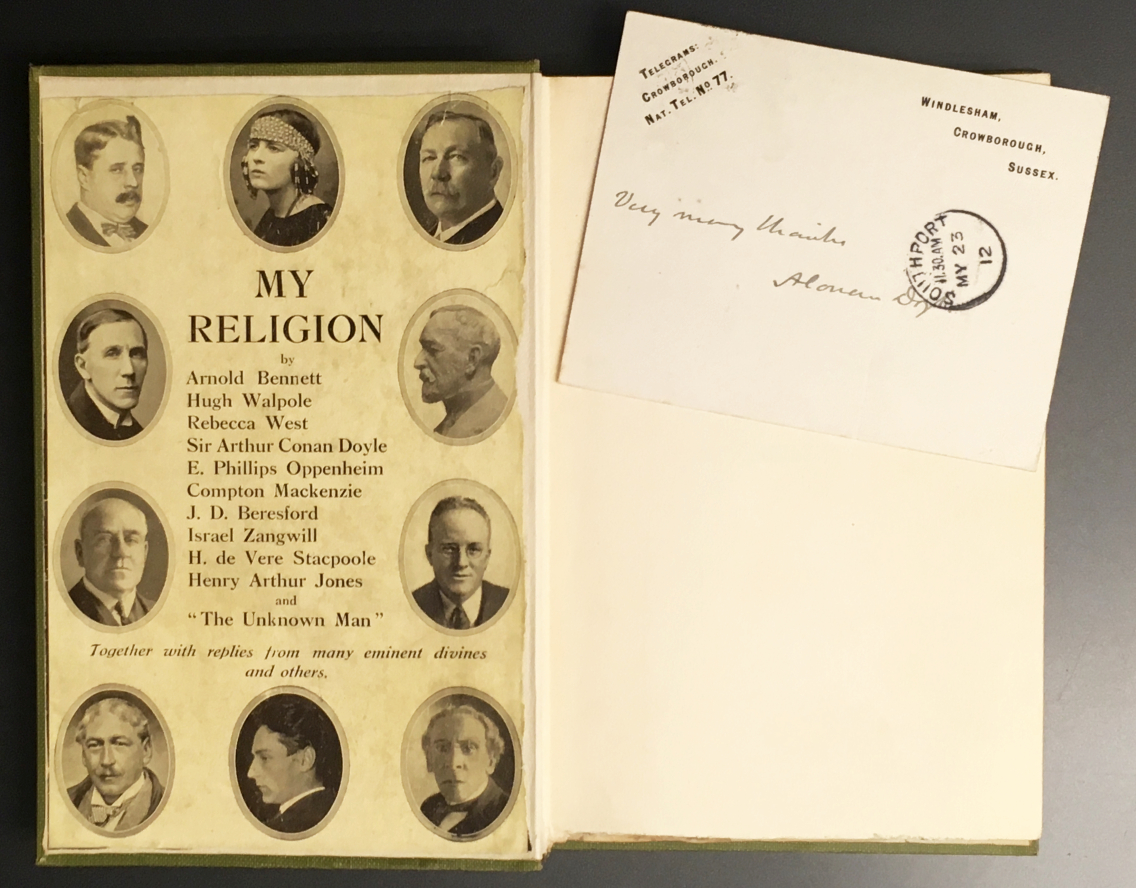 MY
RELIGION
by
Arnold Bennett
Hugh Walpole
Rebecca West
Sir Arthur Conan Doyle
E. Phillips Oppenheim
Compton Mackenzie
J. D. Beresford
Israel Zangwill
H. de Vere Stacpoole
Henry Arthur Jones
and
"The Unknown Man"
Together with replies from many eminent divines
and others.
TELEGRAMS:
CROWBOROUGH.
NAT. TEL. No 77.
WINDLESHAM,
CROWBOROUGH,
SUSSEX.
Very many thanks
A Conan Doyle
SOUTHPORT
11.30 AM
MY 23
12